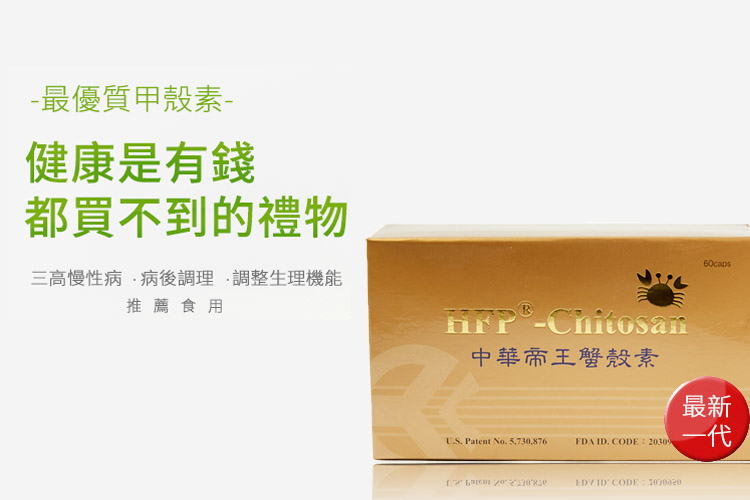 -最優質甲殼素-
健康是有錢
都買不到的禮物
三高慢性病 ‧病後調理 ‧調整生理機能
推薦食用
60caps
HFP®-Chitosan
中華帝王蟹殼素
U.S. Patent No. 5,730,876 FDA ID. CODE：2030
最新
一代